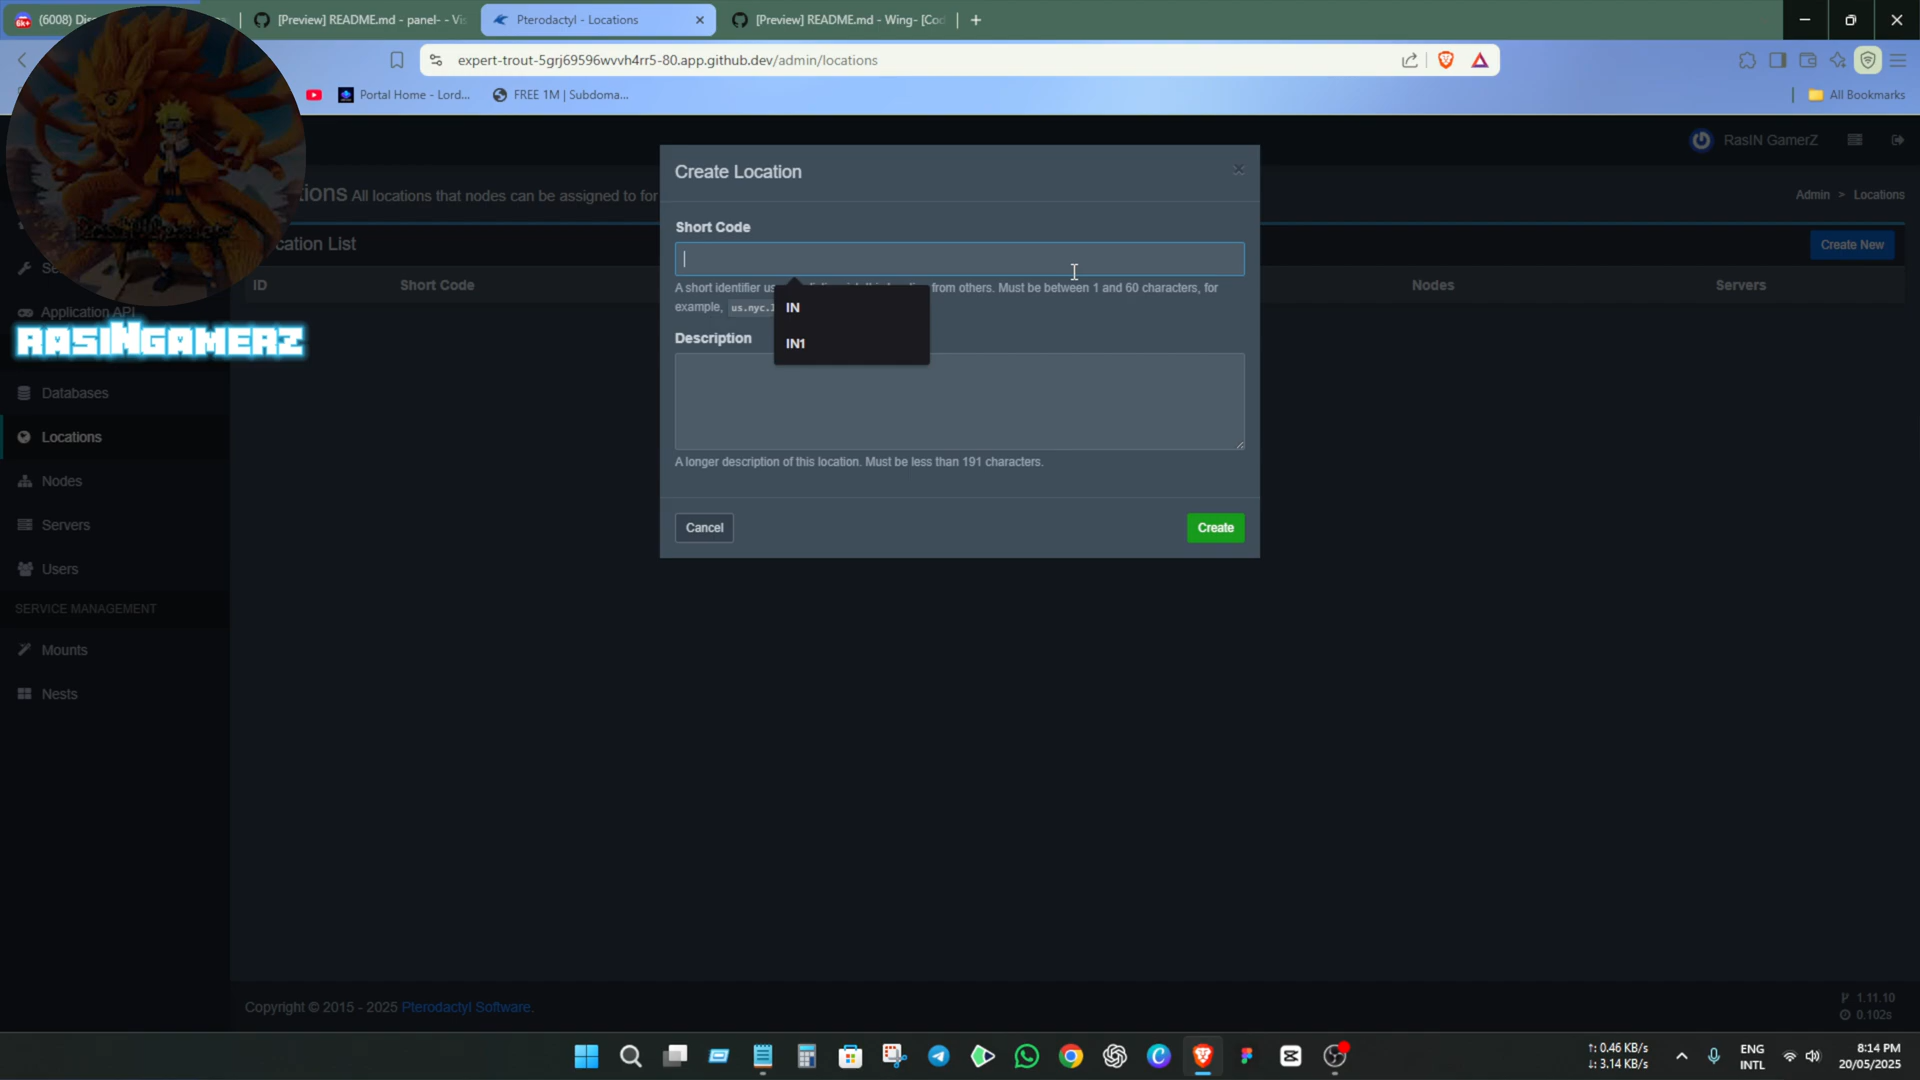 (6008) Dis
[Preview] README.md - panel- - Vis
Pterodactyl - Locations
[Preview] README.md - Wing- [Cod
expert-trout-5grj69596wvvh4rr5-80.app.github.dev/admin/locations
Portal Home - Lord...
FREE 1M | Subdoma...
All Bookmarks
RasIN GamerZ
tions All locations that nodes can be assigned to for
Admin > Locations
cation List
Create New
ID
Short Code
Nodes
Servers
Application API
RASINGAMERZ
Databases
Locations
Nodes
Servers
Users
SERVICE MANAGEMENT
Mounts
Nests
Create Location
Short Code
A short identifier us
from others. Must be between 1 and 60 characters, for
example, us.nyc.1
IN
IN1
Description
A longer description of this location. Must be less than 191 characters.
Cancel
Create
Copyright © 2015 - 2025 Pterodactyl Software.
1.11.10
0.102s
↑: 0.46 KB/s
↓: 3.14 KB/s
ENG
INTL
8:14 PM
20/05/2025